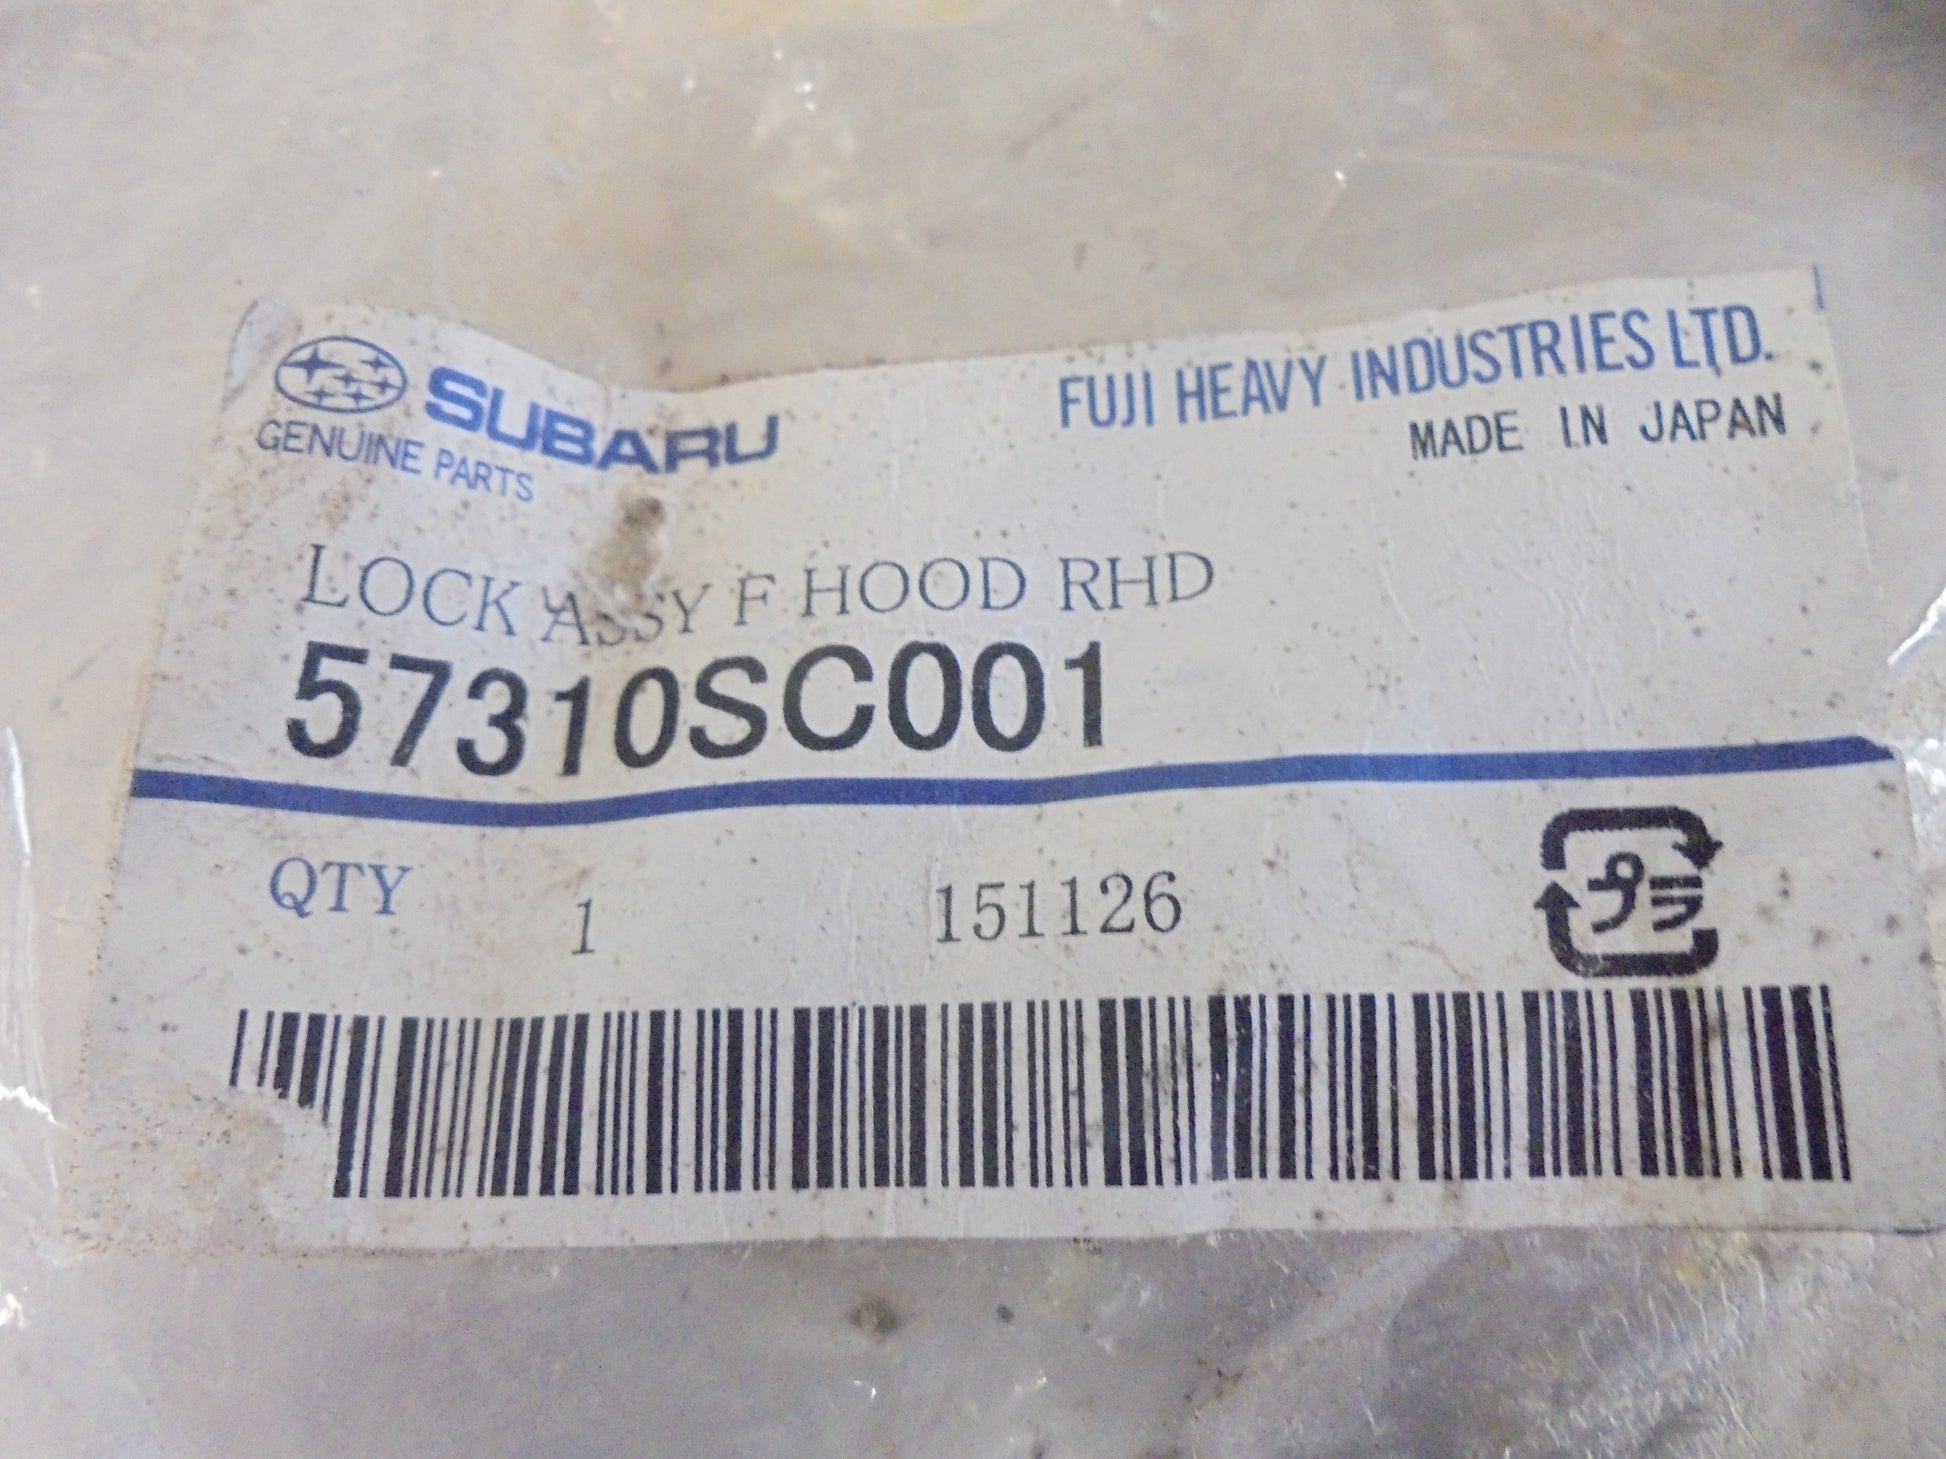 SUBARU
GENUINE PARTS
FUJI HEAVY INDUSTRIES LTD.
MADE IN JAPAN
LOCK ASSY F HOOD RHD
57310SC001
QTY 1 151126
プラ